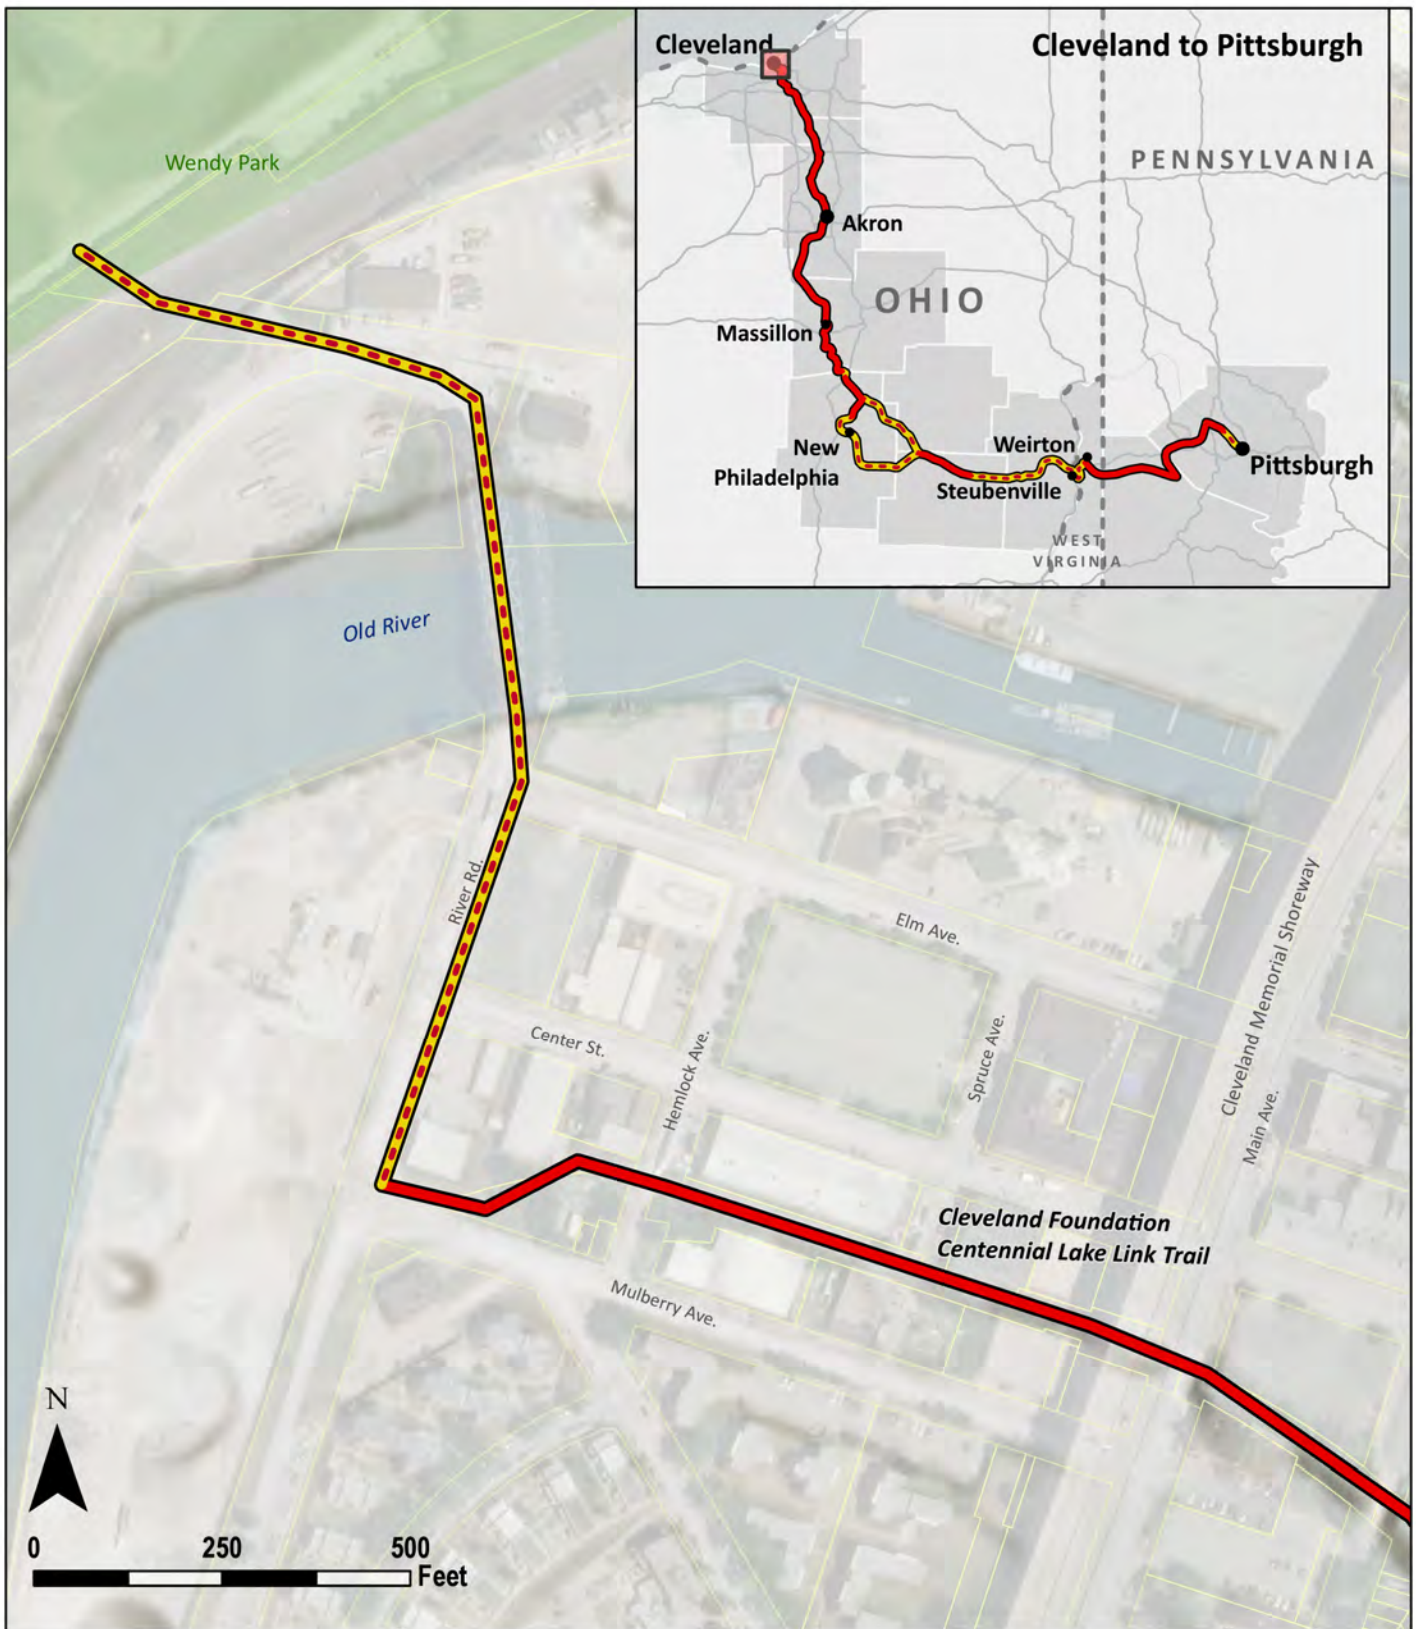 Cleveland to Pittsburgh
Cleveland
PENNSYLVANIA
Akron
OHIO
Massillon
New
Philadelphia
Weirton
Steubenville
Pittsburgh
WEST
VIRGINIA
Wendy Park
Old River
River Rd.
Elm Ave.
Center St.
Hemlock Ave.
Spruce Ave.
Cleveland Memorial Shoreway
Main Ave.
Cleveland Foundation
Centennial Lake Link Trail
Mulberry Ave.
N
0 250 500
Feet